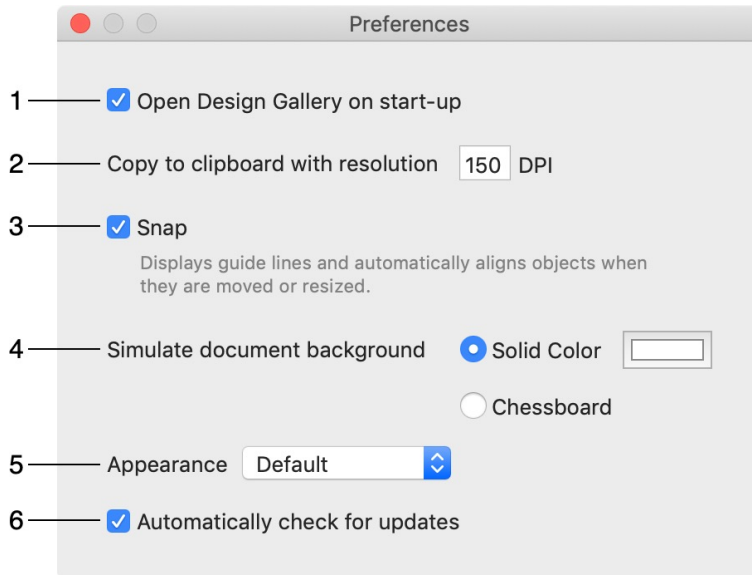 Preferences
1 Open Design Gallery on start-up
2 Copy to clipboard with resolution 150 DPI
3 Snap
Displays guide lines and automatically aligns objects when
they are moved or resized.
4 Simulate document background Solid Color
Chessboard
5 Appearance Default
6 Automatically check for updates